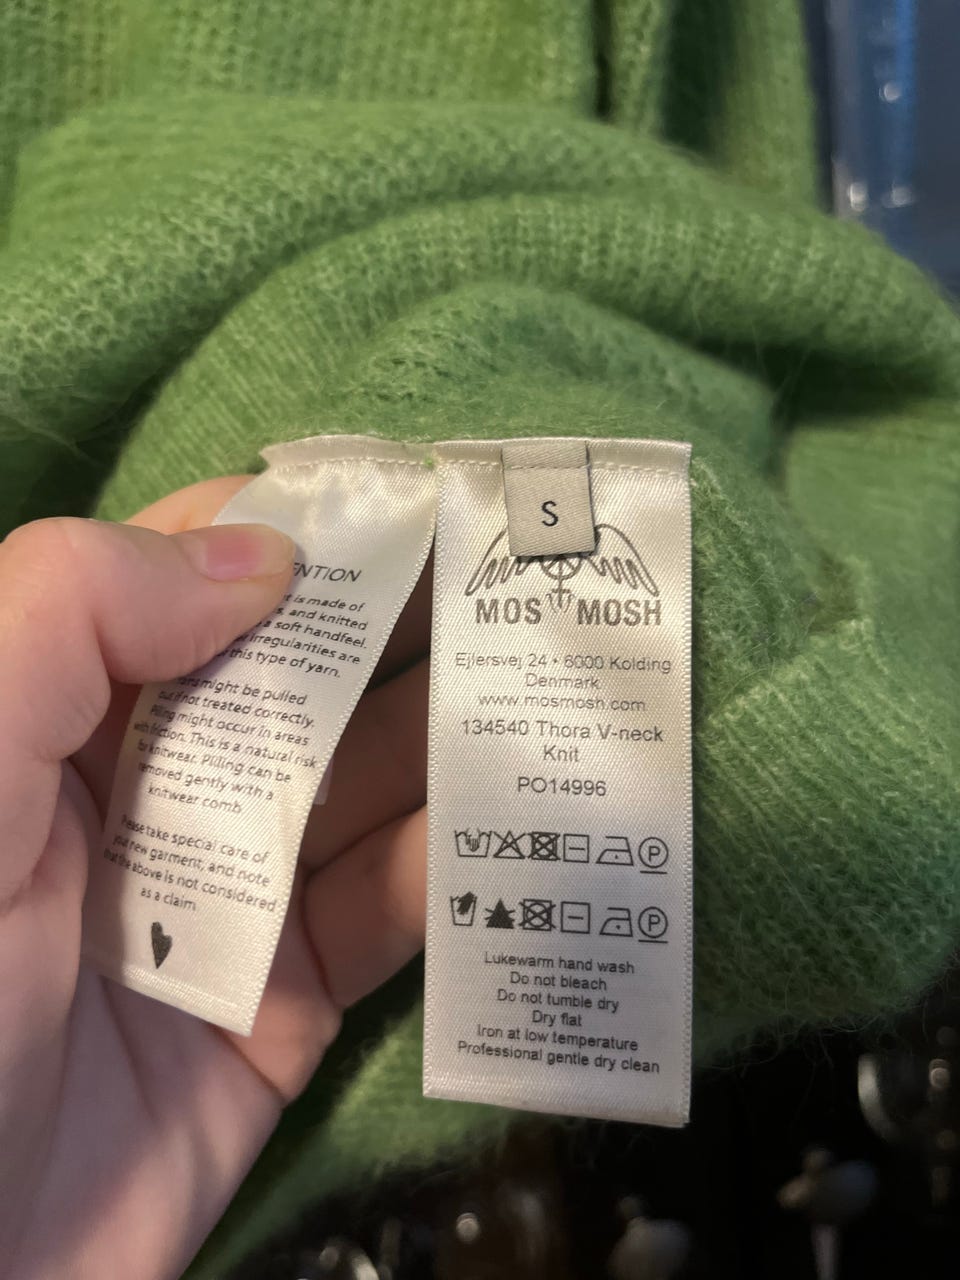 S
MOS MOSH
Ejlersvej 24 • 6000 Kolding
Denmark
www.mosmosh.com
134540 Thora V-neck
Knit
PO14996
P
P
Lukewarm hand wash
Do not bleach
Do not tumble dry
Dry flat
Iron at low temperature
Professional gentle dry clean
is made of
and knitted
a soft handfeel.
irregularities are
this type of yarn.
might be pulled
out if not treated correctly.
Pilling might occur in areas
with friction. This is a natural risk
for knitwear. Pilling can be
removed gently with a
knitwear comb
Please take special care of
your new garment, and note
that the above is not considered
as a claim